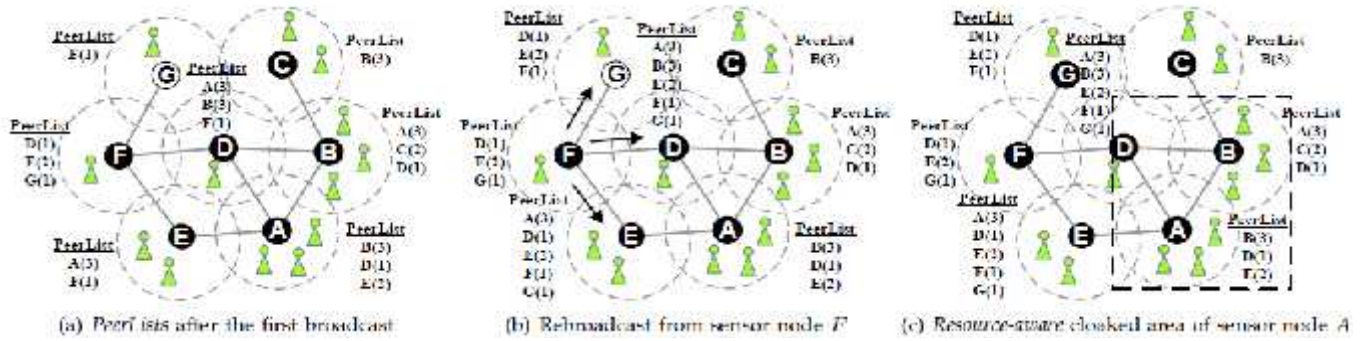 PeerList
F(1)
G
PeerList
A(3)
B(3)
F(1)
C
PeerList
B(3)
PeerList
D(1)
E(2)
G(1)
F
D
B
PeerList
A(3)
C(2)
D(1)
PeerList
A(3)
F(1)
E
A
PeerList
B(3)
D(1)
E(2)
(a) PeerLists after the first broadcast
PeerList
D(1)
E(2)
F(1)
G
PeerList
A(3)
B(3)
E(2)
F(1)
G(1)
C
PeerList
B(3)
PeerList
D(1)
E(2)
G(1)
F
D
B
PeerList
A(3)
C(2)
D(1)
PeerList
A(3)
D(1)
F(1)
G(1)
E
A
PeerList
B(3)
D(1)
E(2)
(b) Rebroadcast from sensor node F
PeerList
D(1)
E(2)
F(1)
G
PeerList
A(3)
B(3)
E(2)
F(1)
G(1)
C
PeerList
B(3)
PeerList
D(1)
E(2)
G(1)
F
D
B
PeerList
A(3)
C(2)
D(1)
PeerList
A(3)
D(1)
F(1)
G(1)
E
A
PeerList
B(3)
D(1)
E(2)
(c) Resource-aware cloaked area of sensor node A